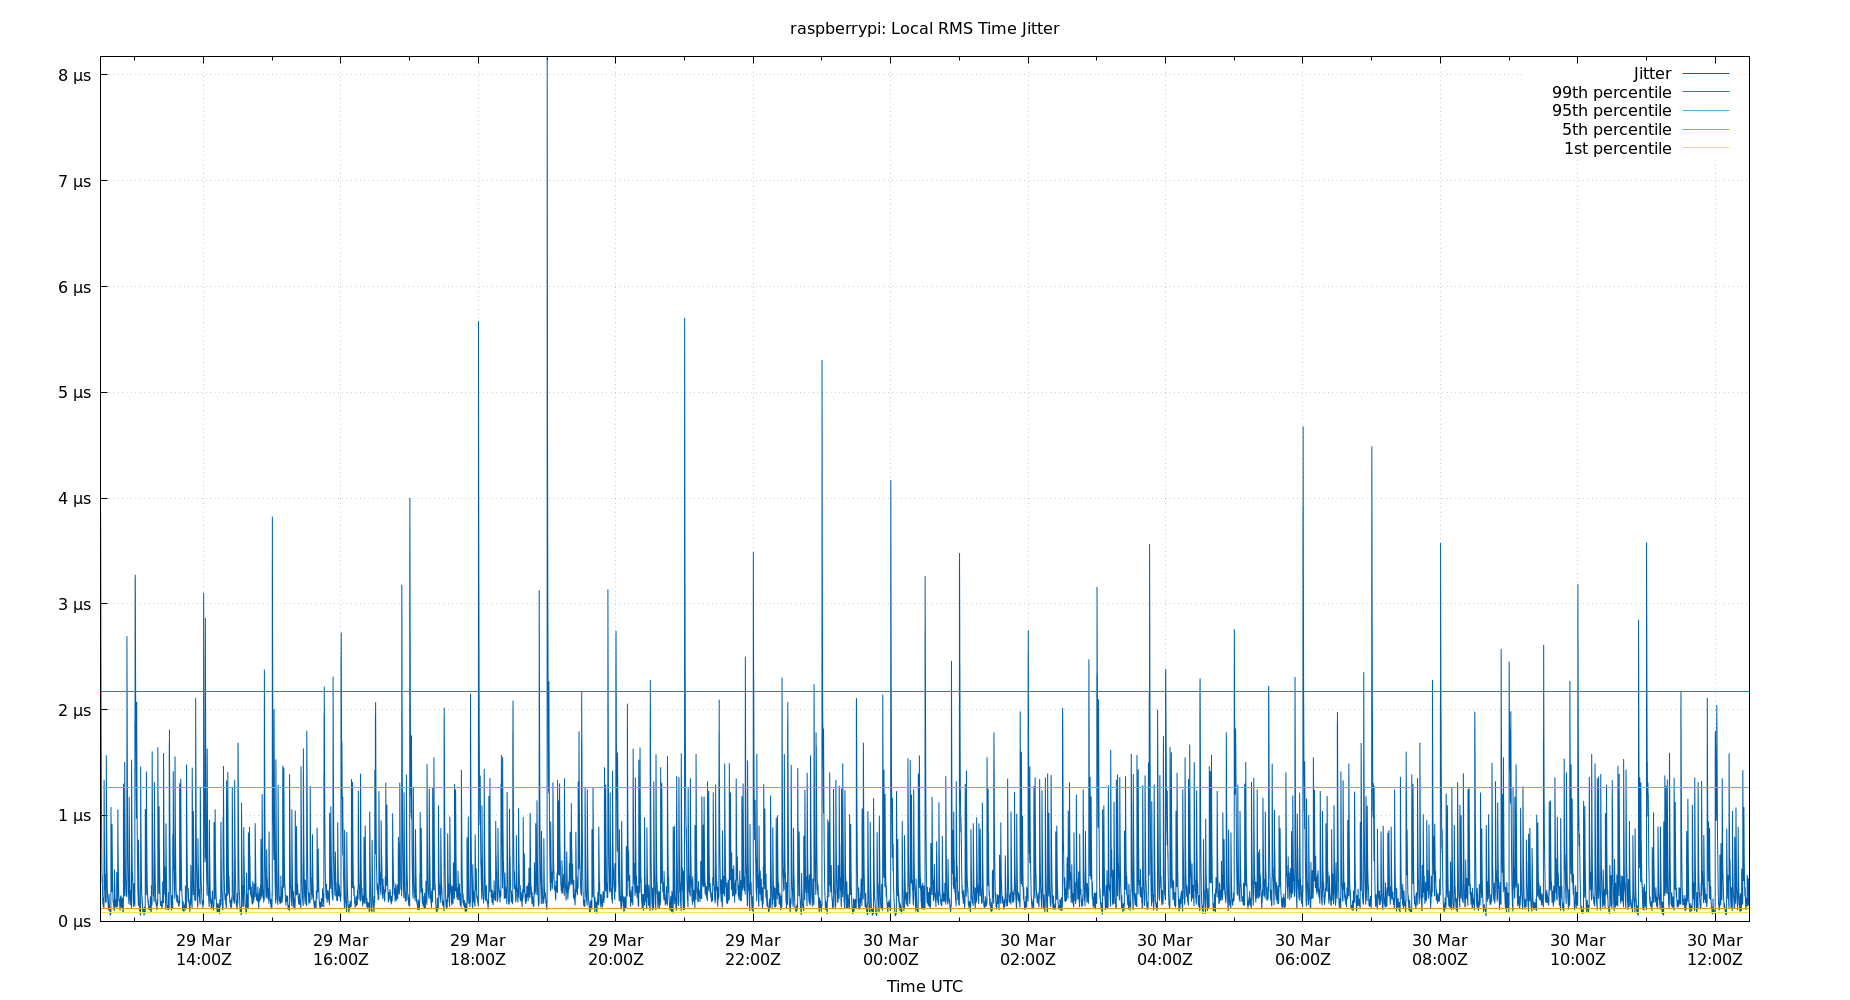 raspberrypi: Local RMS Time Jitter
8 µs
7 µs
6 µs
5 µs
4 µs
3 µs
2 µs
1 µs
0 µs
Jitter
99th percentile
95th percentile
5th percentile
1st percentile
29 Mar
14:00Z
29 Mar
16:00Z
29 Mar
18:00Z
29 Mar
20:00Z
29 Mar
22:00Z
30 Mar
00:00Z
30 Mar
02:00Z
30 Mar
04:00Z
30 Mar
06:00Z
30 Mar
08:00Z
30 Mar
10:00Z
30 Mar
12:00Z
Time UTC